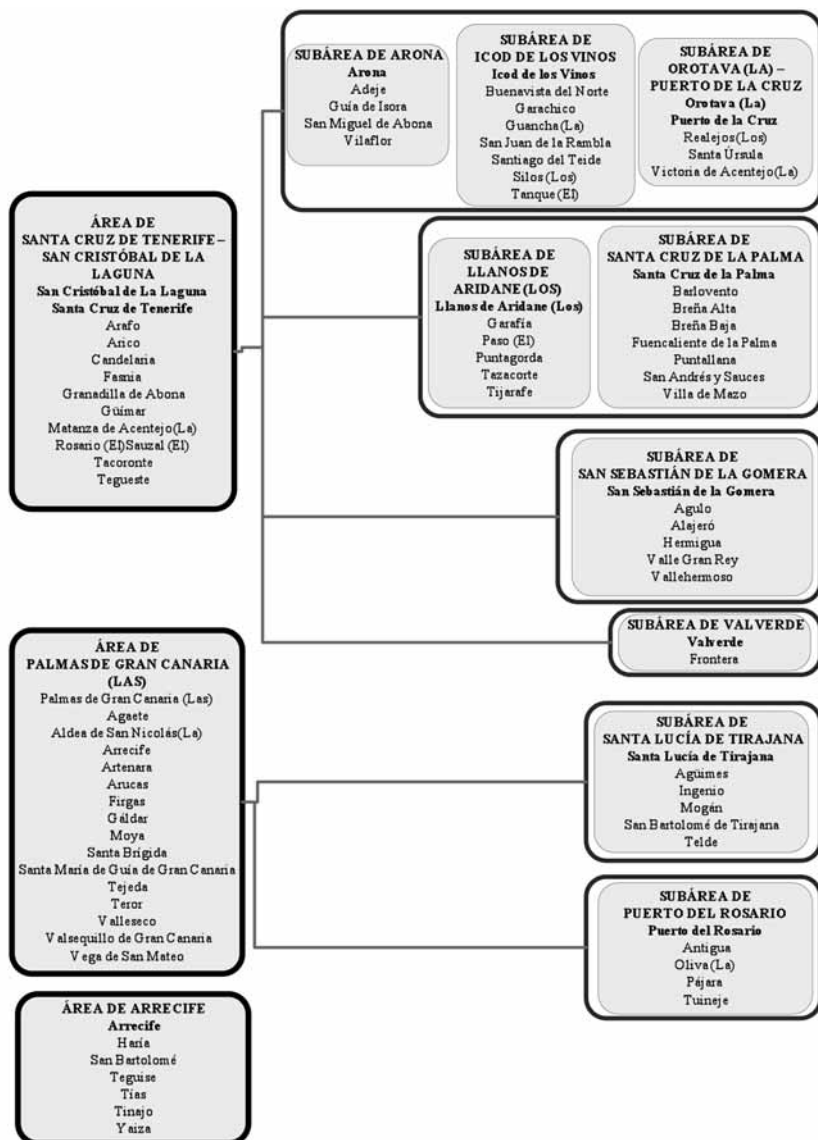 SUBÁREA DE ARONA
Arona
Adeje
Guía de Isora
San Miguel de Abona
Vilaflor
SUBÁREA DE
ICOD DE LOS VINOS
Icod de los Vinos
Buenavista del Norte
Garachico
Guancha (La)
San Juan de la Rambla
Santiago del Teide
Silos (Los)
Tanque (El)
SUBÁREA DE
OROTAVA (LA) –
PUERTO DE LA CRUZ
Orotava (La)
Puerto de la Cruz
Realejos (Los)
Santa Úrsula
Victoria de Acentejo(La)
ÁREA DE
SANTA CRUZ DE TENERIFE–
SAN CRISTÓBAL DE LA
LAGUNA
San Cristóbal de La Laguna
Santa Cruz de Tenerife
Arafo
Arico
Candelaria
Fasnia
Granadilla de Abona
Güímar
Matanza de Acentejo(La)
Rosario (El)Sauzal (El)
Tacoronte
Tegueste
SUBÁREA DE
LLANOS DE
ARIDANE (LOS)
Llanos de Aridane (Los)
Garafía
Paso (El)
Puntagorda
Tazacorte
Tijarafe
SUBÁREA DE
SANTA CRUZ DE LA PALMA
Santa Cruz de la Palma
Barlovento
Breña Alta
Breña Baja
Fuencaliente de la Palma
Puntallana
San Andrés y Sauces
Villa de Mazo
SUBÁREA DE
SAN SEBASTIÁN DE LA GOMERA
San Sebastián de la Gomera
Agulo
Alajeró
Hermigua
Valle Gran Rey
Vallehermoso
SUBÁREA DE VALVERDE
Valverde
Frontera
ÁREA DE
PALMAS DE GRAN CANARIA
(LAS)
Palmas de Gran Canaria (Las)
Agaete
Aldea de San Nicolás(La)
Arrecife
Artenara
Arucas
Firgas
Gáldar
Moya
Santa Brígida
Santa María de Guía de Gran Canaria
Tejeda
Teror
Valleseco
Valsequillo de Gran Canaria
Vega de San Mateo
SUBÁREA DE
SANTA LUCÍA DE TIRAJANA
Santa Lucía de Tirajana
Agüimes
Ingenio
Mogán
San Bartolomé de Tirajana
Telde
SUBÁREA DE
PUERTO DEL ROSARIO
Puerto del Rosario
Antigua
Oliva (La)
Pájara
Tuineje
ÁREA DE ARRECIFE
Arrecife
Haría
San Bartolomé
Teguise
Tías
Tinajo
Yaiza